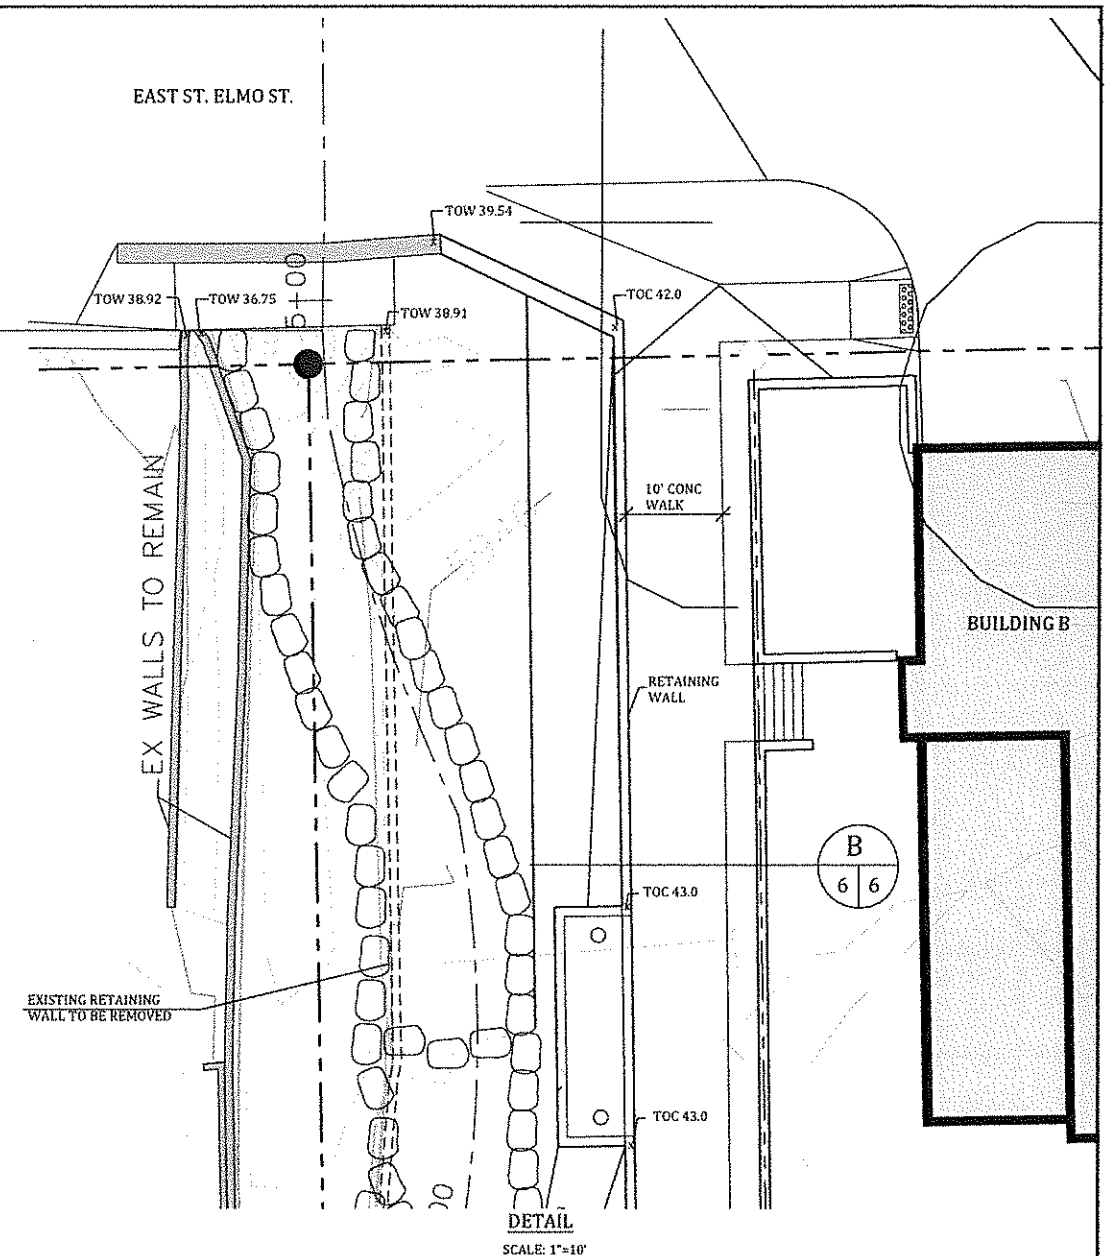 EAST ST. ELMO ST.
TOW 39.54
TOW 38.92
TOW 36.75
TOW 38.91
TOC 42.0
EX WALLS TO REMAIN
10' CONC
WALK
BUILDING B
RETAINING
WALL
B
6 6
TOC 43.0
EXISTING RETAINING
WALL TO BE REMOVED
TOC 43.0
DETAIL
SCALE: 1"=10'